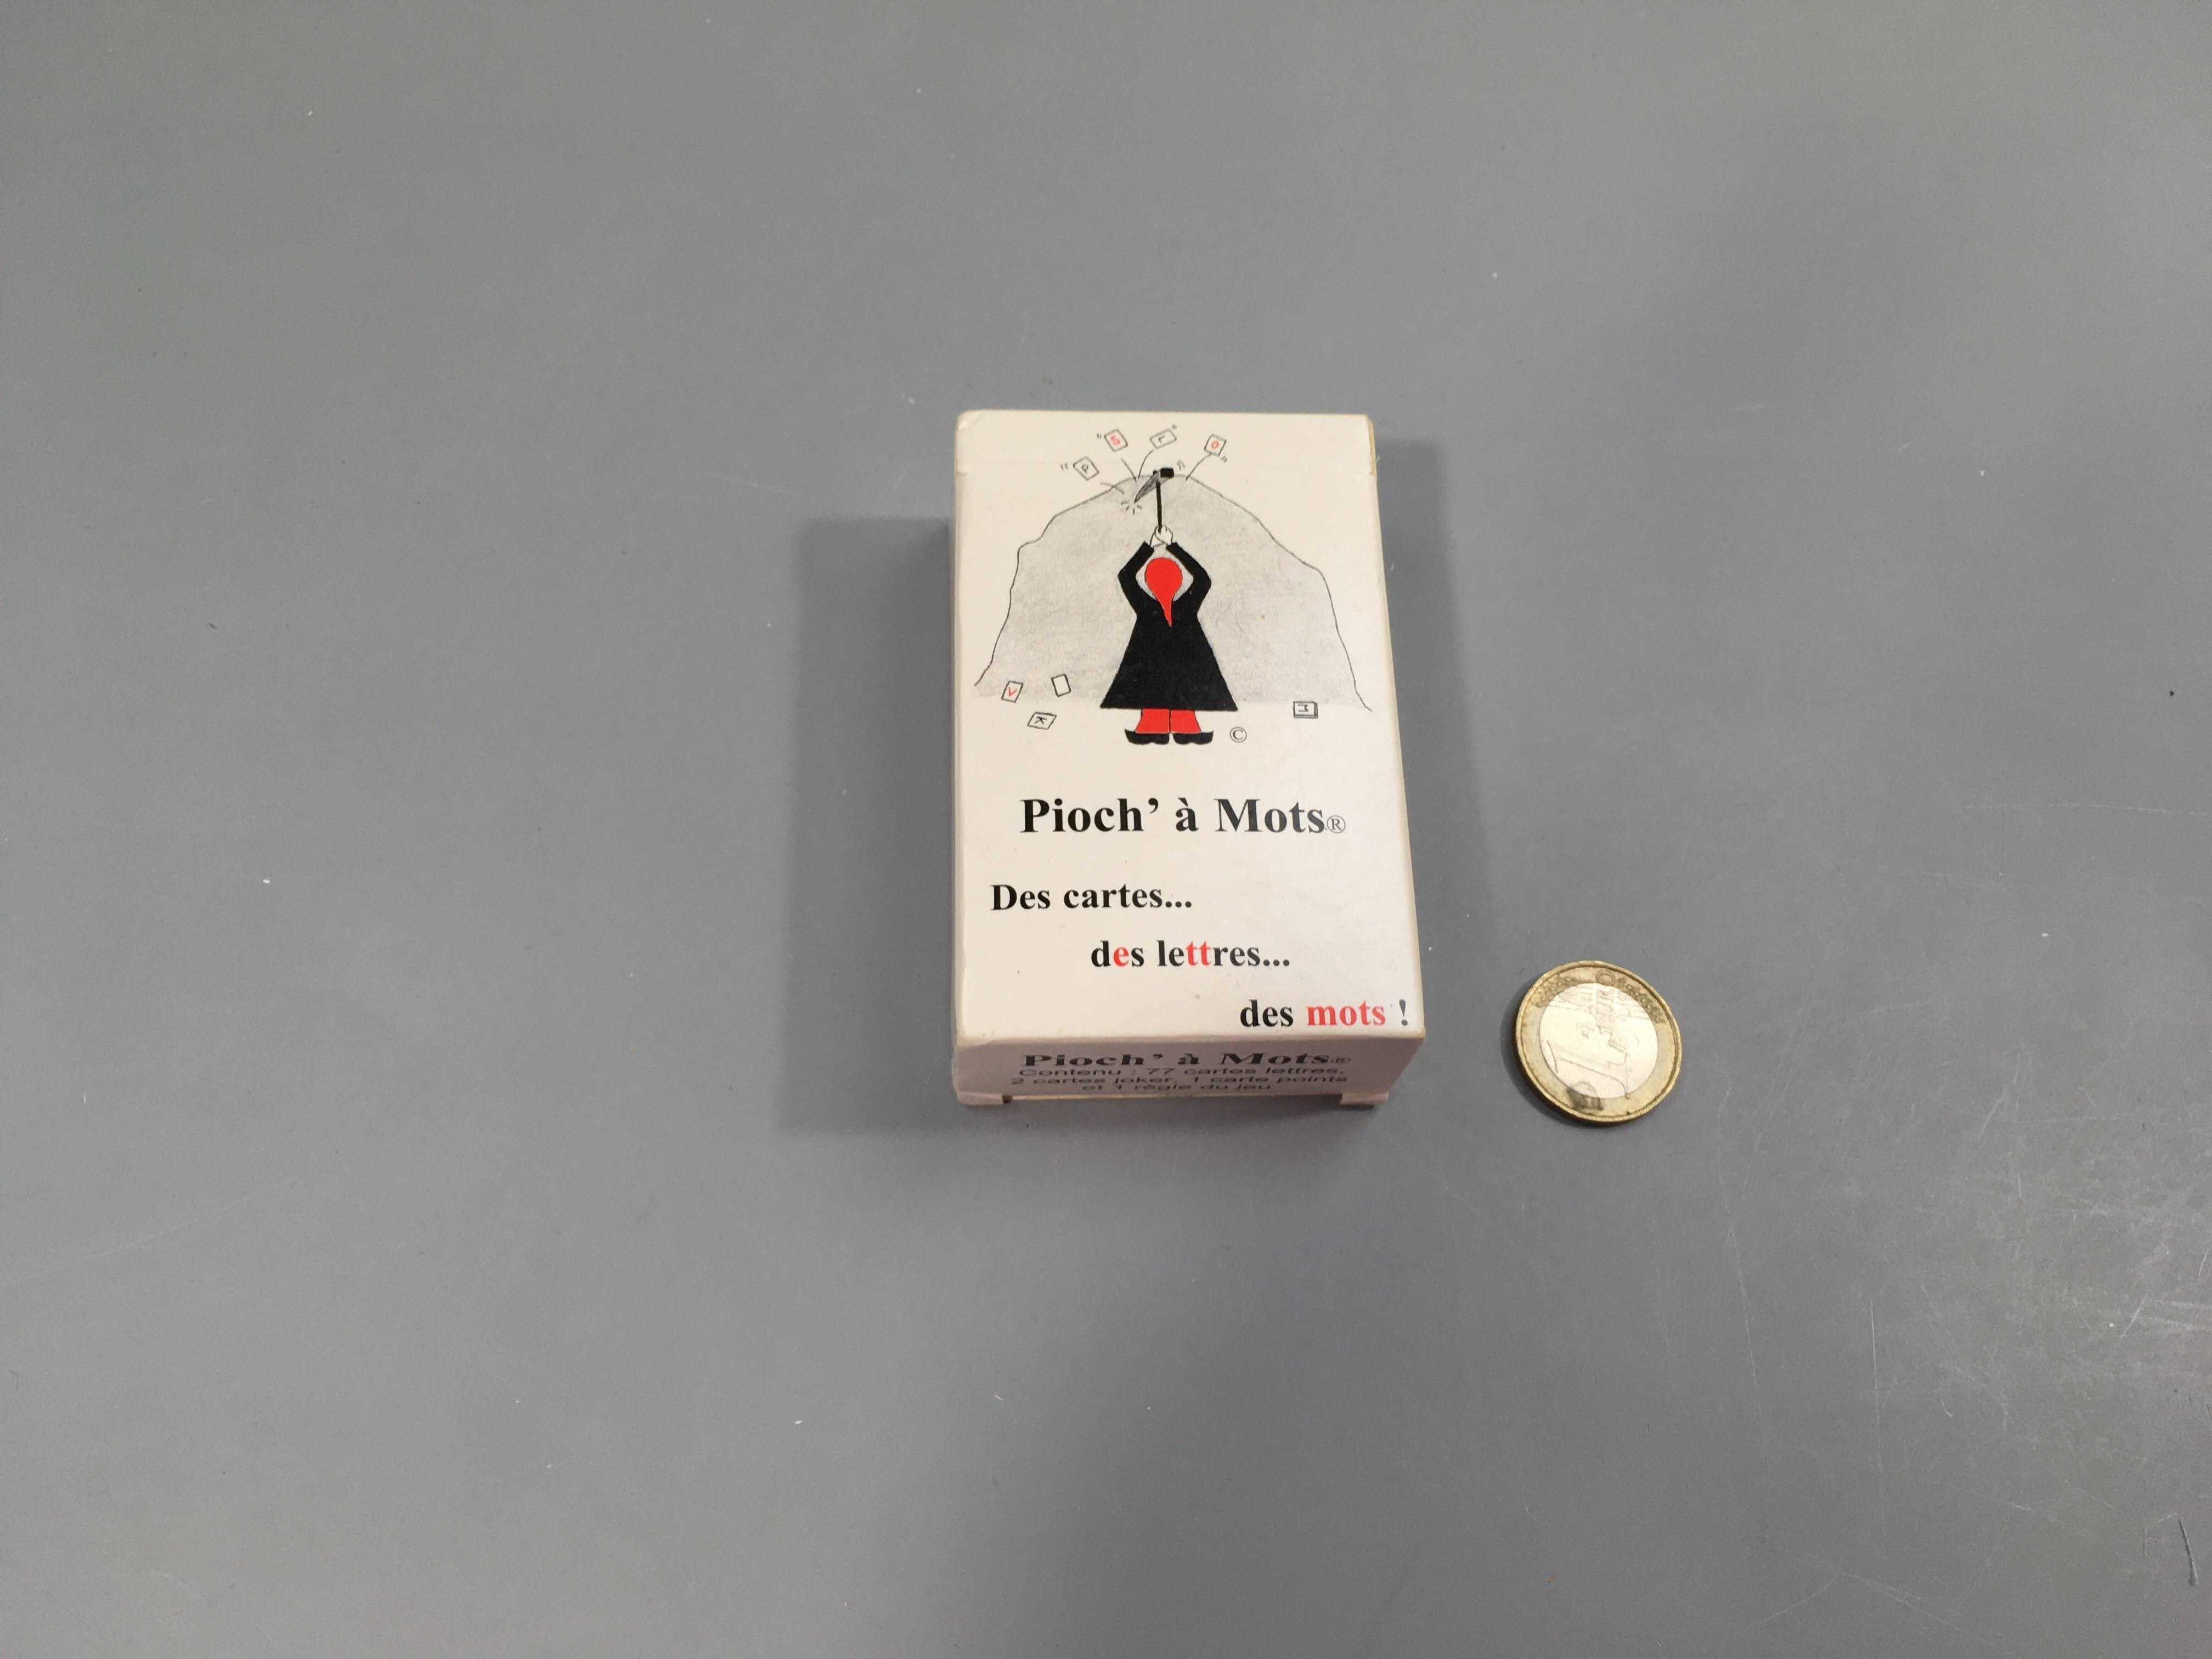 P
S
r
O
V
K
M
©
Pioch’ à Mots®
Des cartes...
des lettres...
des mots !
Pioch’ à Mots®
Contenu : 77 cartes lettres,
2 cartes joker, 1 carte points
et 1 règle du jeu
1